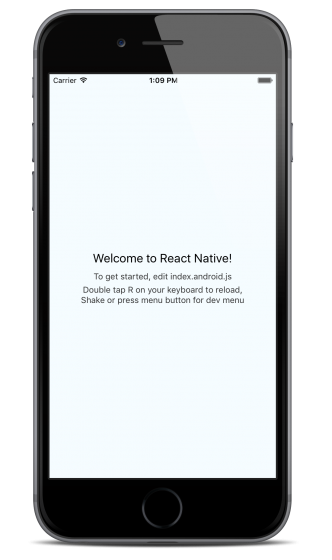 Carrier 1:09 PM
Welcome to React Native!
To get started, edit index.android.js
Double tap R on your keyboard to reload,
Shake or press menu button for dev menu